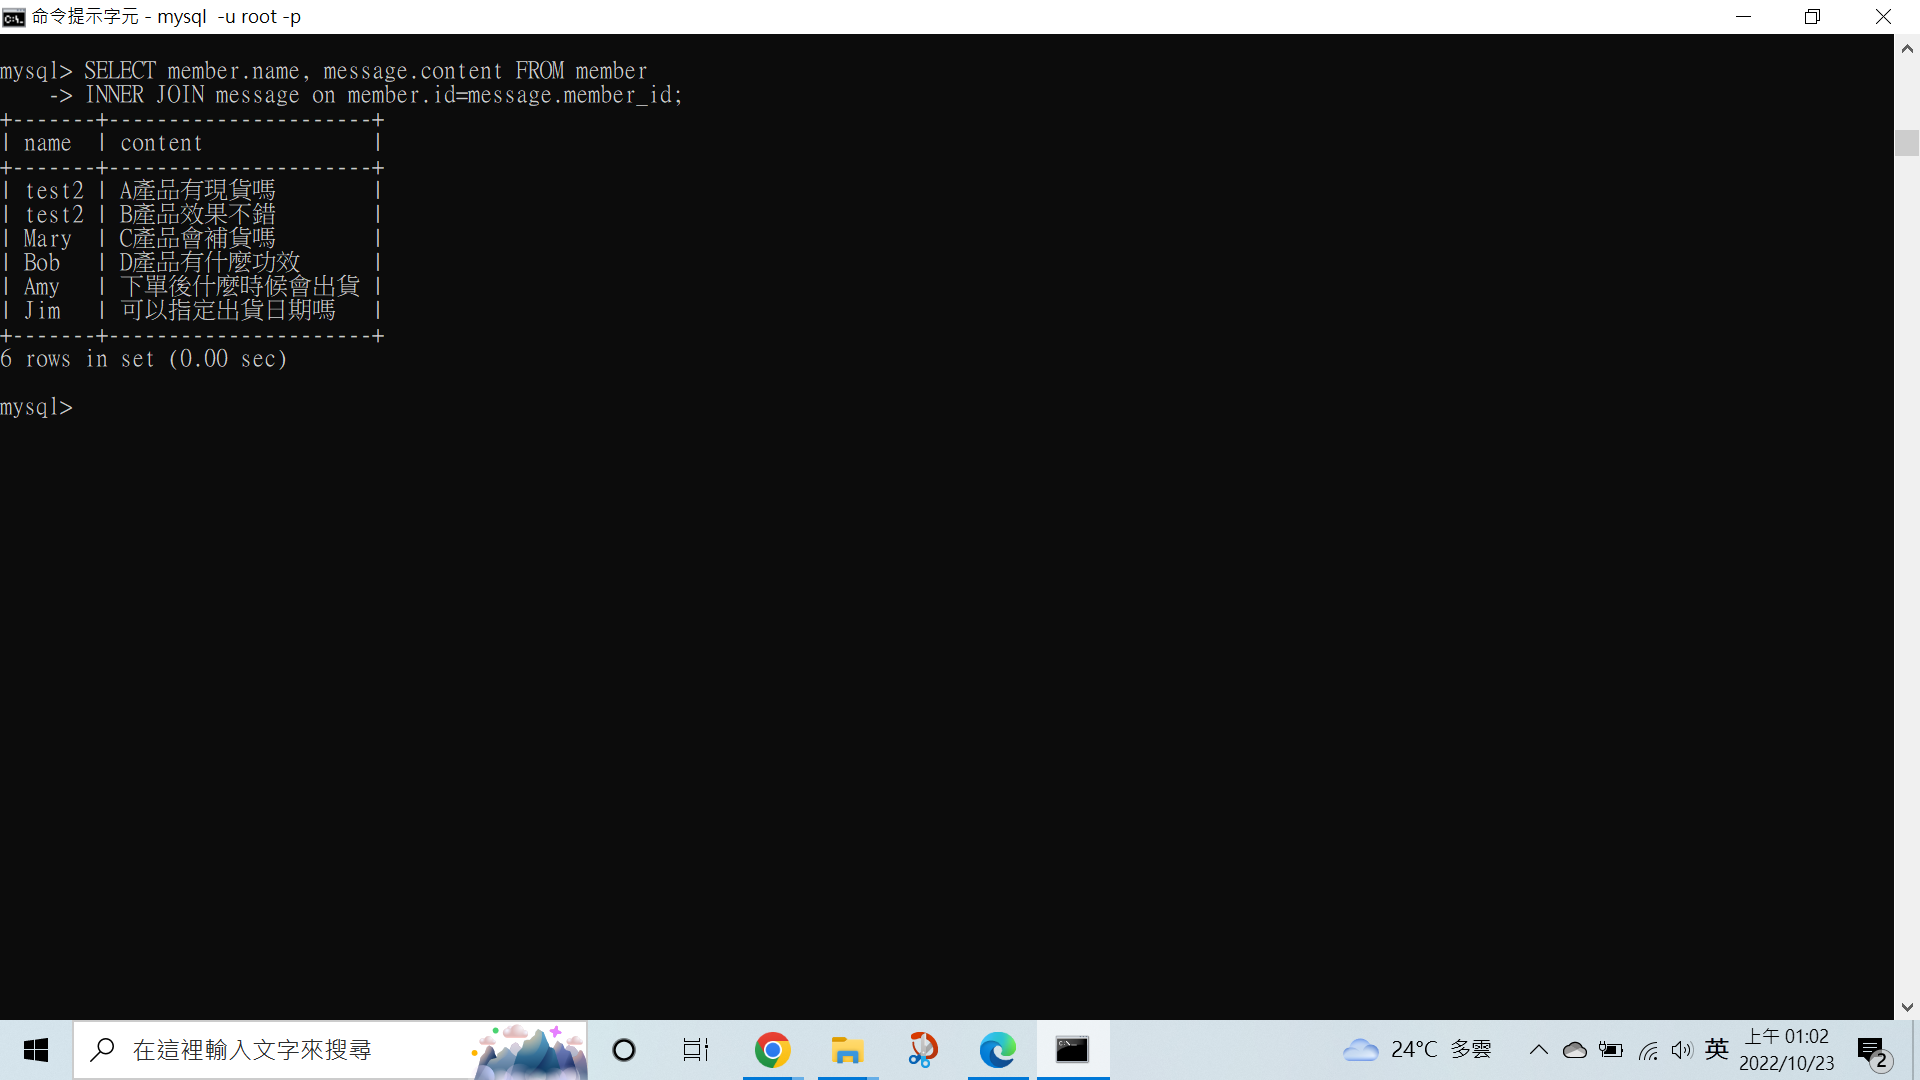 命令提示字元 - mysql  -u root -p
mysql> SELECT member.name, message.content FROM member
    -> INNER JOIN message on member.id=message.member_id;
+-------+----------------------+
| name  | content              |
+-------+----------------------+
| test2 | A產品有現貨嗎        |
| test2 | B產品效果不錯        |
| Mary  | C產品會補貨嗎        |
| Bob   | D產品有什麼功效      |
| Amy   | 下單後什麼時候會出貨 |
| Jim   | 可以指定出貨日期嗎   |
+-------+----------------------+
6 rows in set (0.00 sec)
mysql>
在這裡輸入文字來搜尋
24°C 多雲
英
上午 01:02
2022/10/23
2